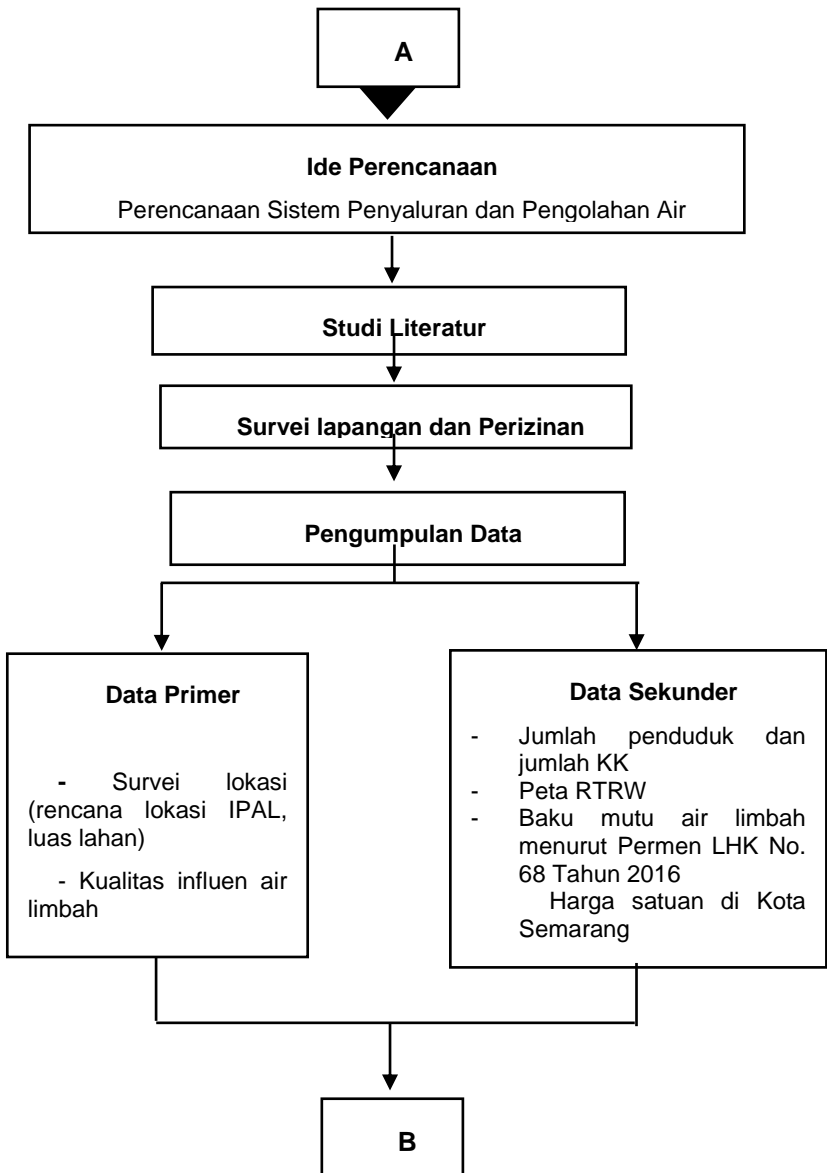 A
Ide Perencanaan
Perencanaan Sistem Penyaluran dan Pengolahan Air
Studi Literatur
Survei lapangan dan Perizinan
Pengumpulan Data
Data Primer
- Survei lokasi
(rencana lokasi IPAL,
luas lahan)
- Kualitas influen air
limbah
Data Sekunder
- Jumlah penduduk dan
jumlah KK
- Peta RTRW
- Baku mutu air limbah
menurut Permen LHK No.
68 Tahun 2016
Harga satuan di Kota
Semarang
B